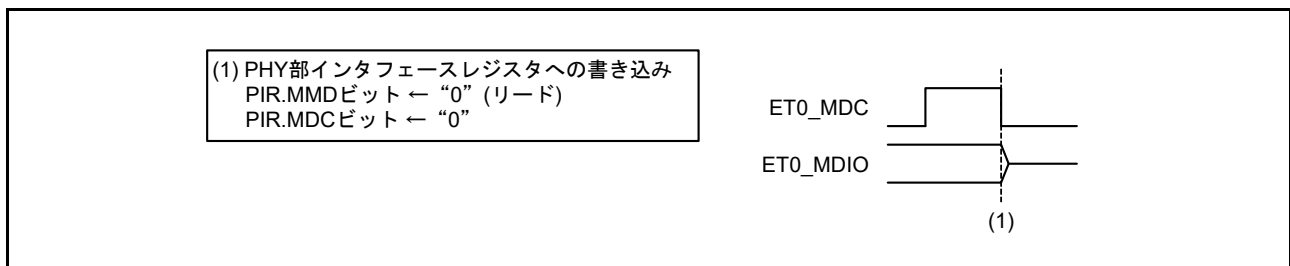 (1) PHY部インタフェースレジスタへの書き込み
PIR.MMDビット ← “0” (リード)
PIR.MDCビット ← “0”
ET0_MDC
ET0_MDIO
(1)